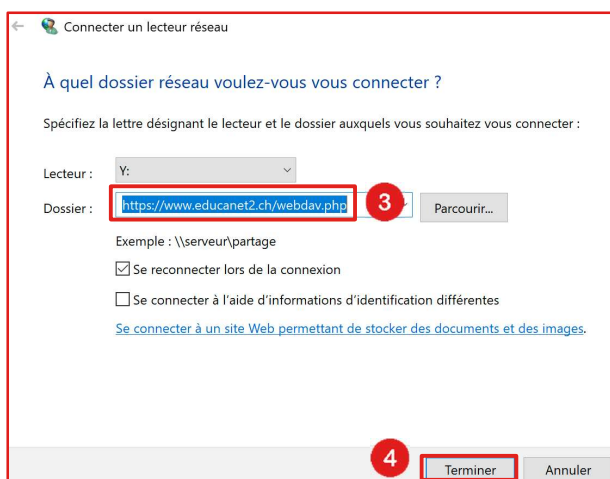 Connecter un lecteur réseau
À quel dossier réseau voulez-vous vous connecter ?
Spécifiez la lettre désignant le lecteur et le dossier auxquels vous souhaitez vous connecter :
Lecteur : Y:
Dossier : https://www.educanet2.ch/webdav.php 3 Parcourir...
Exemple : \\serveur\partage
Se reconnecter lors de la connexion
Se connecter à l'aide d'informations d'identification différentes
Se connecter à un site Web permettant de stocker des documents et des images.
4 Terminer Annuler